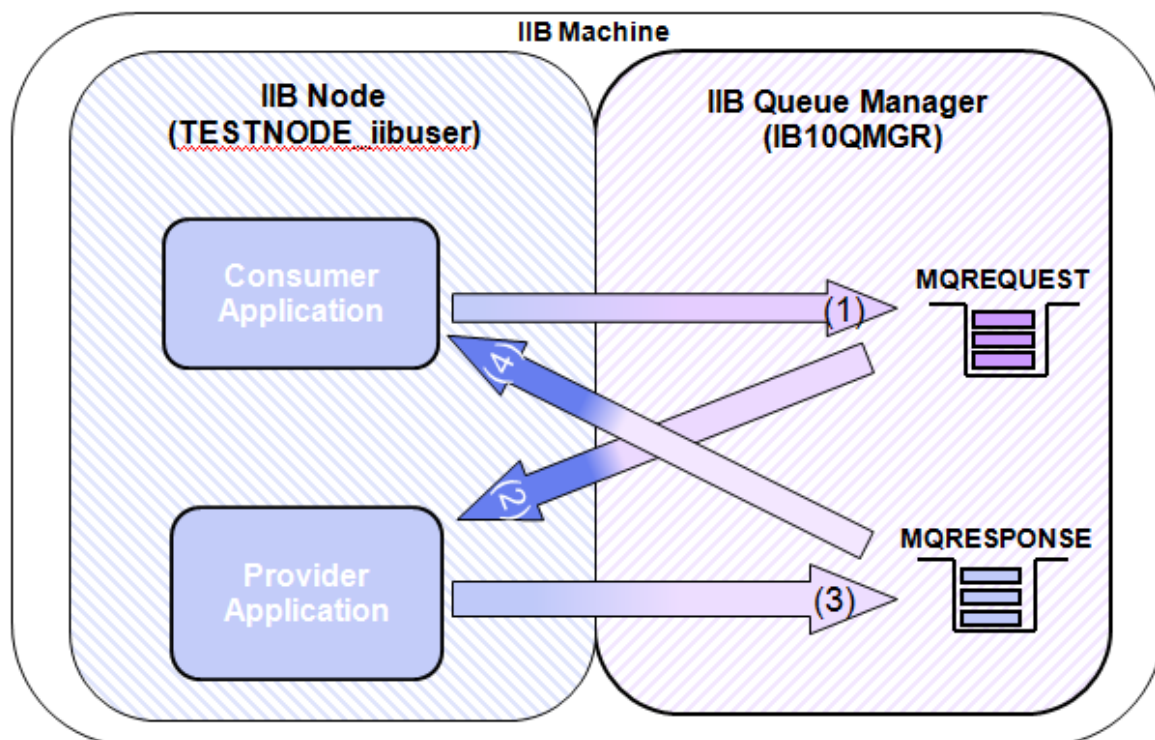 IIB Machine
IIB Node
(TESTNODE_iibuser)
IIB Queue Manager
(IB10QMGR)
Consumer
Application
MQREQUEST
(1)
(4)
(2)
MQRESPONSE
Provider
Application
(3)